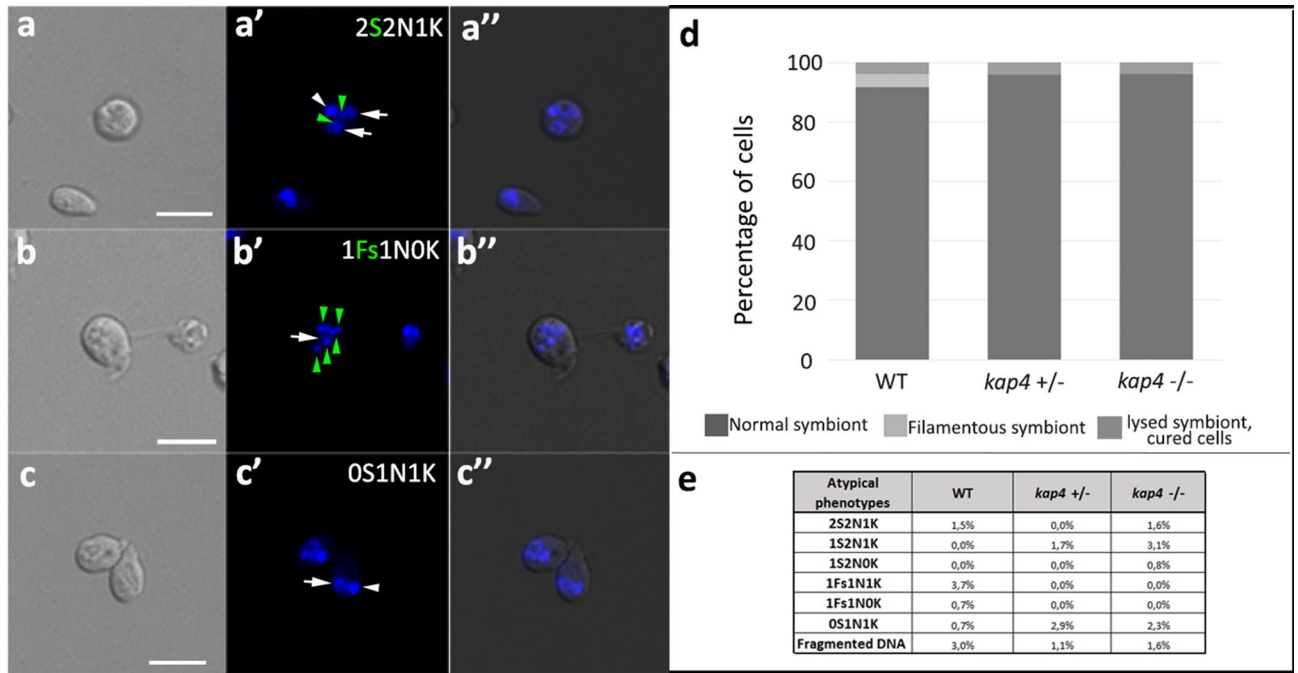 a
a'
2S2N1K
a''
b
b'
1Fs1N0K
b''
c
c'
0S1N1K
c''
d
Percentage of cells
100
80
60
40
20
0
WT
kap4 +/-
kap4 -/-
Normal symbiont
Filamentous symbiont
lysed symbiont,
cured cells
e
Atypical phenotypes WT kap4 +/- kap4 -/-
2S2N1K 1,5% 0,0% 1,6%
1S2N1K 0,0% 1,7% 3,1%
1S2N0K 0,0% 0,0% 0,8%
1Fs1N1K 3,7% 0,0% 0,0%
1Fs1N0K 0,7% 0,0% 0,0%
0S1N1K 0,7% 2,9% 2,3%
Fragmented DNA 3,0% 1,1% 1,6%